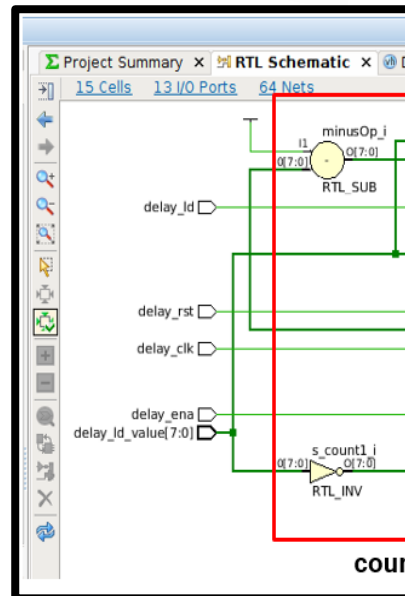 Project Summary RTL Schematic
15 Cells 13 I/O Ports 64 Nets
minusOp_i
I1
O[7:0]
0[7:0]
RTL_SUB
delay_ld
delay_rst
delay_clk
delay_ena
delay_ld_value[7:0]
s_count1_i
0[7:0] O[7:0]
RTL_INV
coun